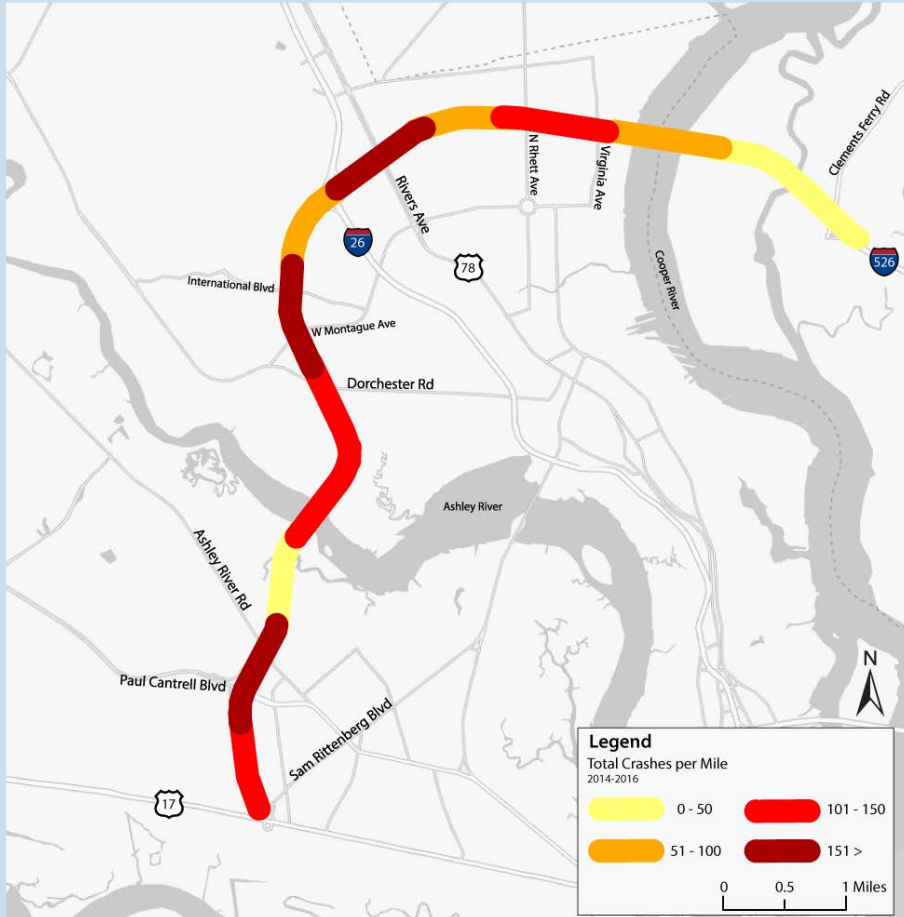 Clements Ferry Rd
N Rhett Ave
Virginia Ave
Rivers Ave
26
78
526
Cooper River
International Blvd
W Montague Ave
Dorchester Rd
Ashley River
Ashley River Rd
Paul Cantrell Blvd
Sam Rittenberg Blvd
17
N
Legend
Total Crashes per Mile
2014-2016
0 - 50
101 - 150
51 - 100
151 >
0 0.5 1 Miles